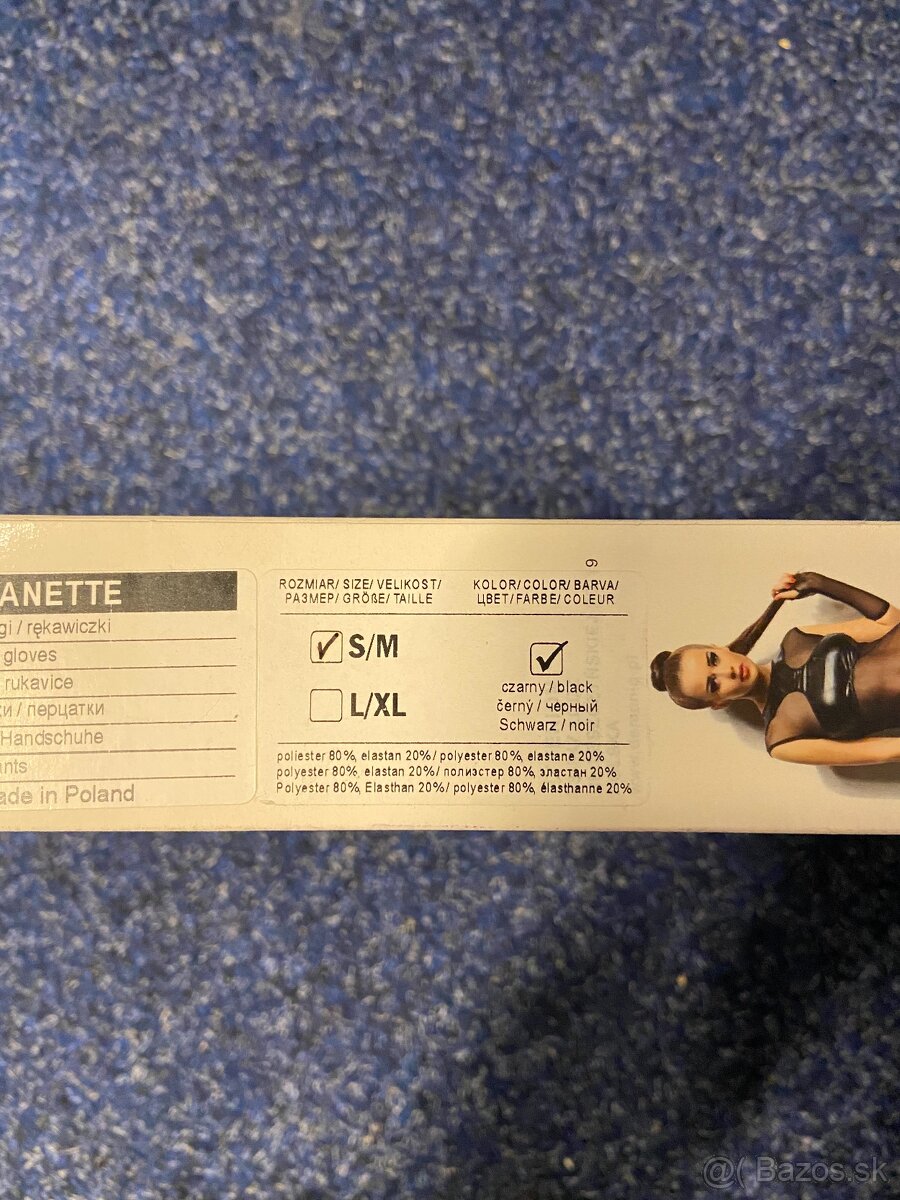 ANETTE
gi / rękawiczki
gloves
rukavice
ки / перчатки
Handschuhe
ants
ade in Poland
ROZMIAR/ SIZE/ VELIKOST/
РАЗМЕР/ GRÖßE/ TAILLE
S/M
L/XL
KOLOR/ COLOR/ BARVA/
ЦВЕТ/ FARBE/ COLEUR
czarny / black
černý / чёрный
Schwarz / noir
poliester 80%, elastan 20%/ polyester 80%, elastane 20%
polyester 80%, elastan 20%/ полиэстер 80%, эластан 20%
Polyester 80%, Elasthan 20%/ polyester 80%, élasthanne 20%
@( Bazos.sk